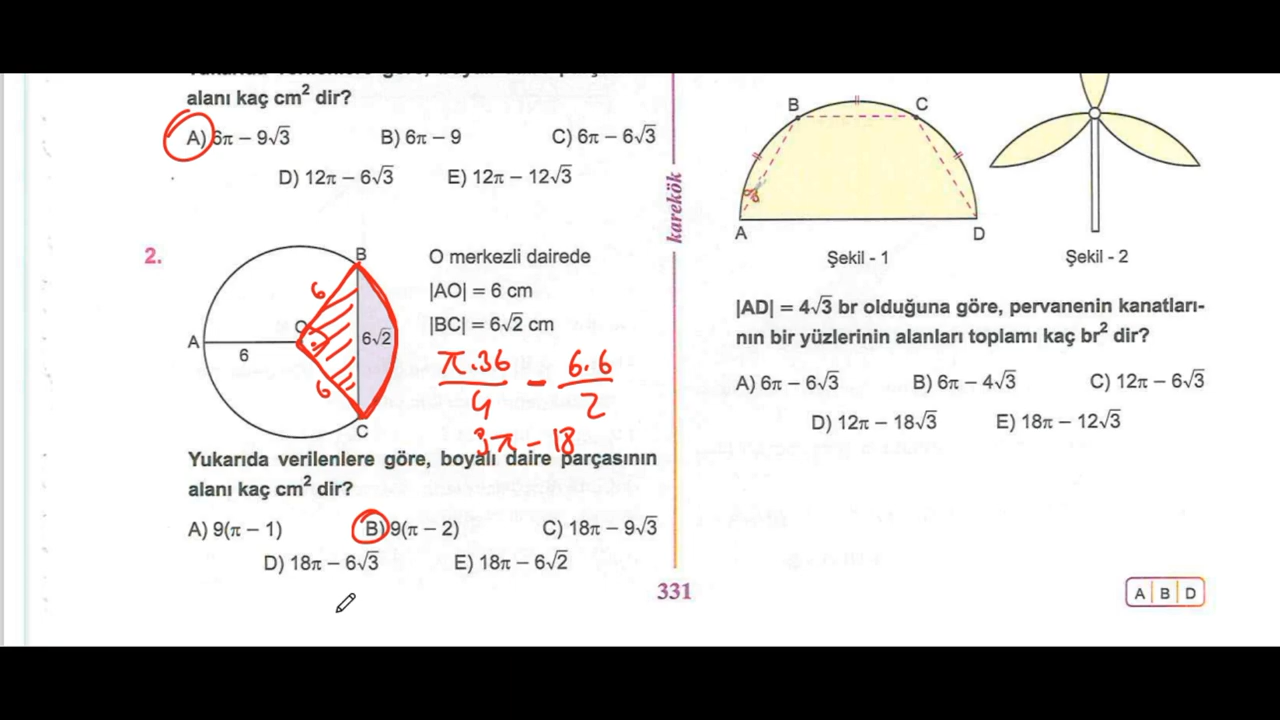 alanı kaç cm² dir?
A) 6π − 9√3 B) 6π − 9 C) 6π − 6√3
D) 12π − 6√3 E) 12π − 12√3
2.
B
O
A
6
6
6
6√2
C
O merkezli dairede
|AO| = 6 cm
|BC| = 6√2 cm
π.36/4 − 6.6/2
3π − 18
Yukarıda verilenlere göre, boyalı daire parçasının
alanı kaç cm² dir?
A) 9(π − 1) B) 9(π − 2) C) 18π − 9√3
D) 18π − 6√3 E) 18π − 6√2
karekök
331
B C
A D
Şekil - 1 Şekil - 2
|AD| = 4√3 br olduğuna göre, pervanenin kanatları-
nın bir yüzlerinin alanları toplamı kaç br² dir?
A) 6π − 6√3 B) 6π − 4√3 C) 12π − 6√3
D) 12π − 18√3 E) 18π − 12√3
A B D